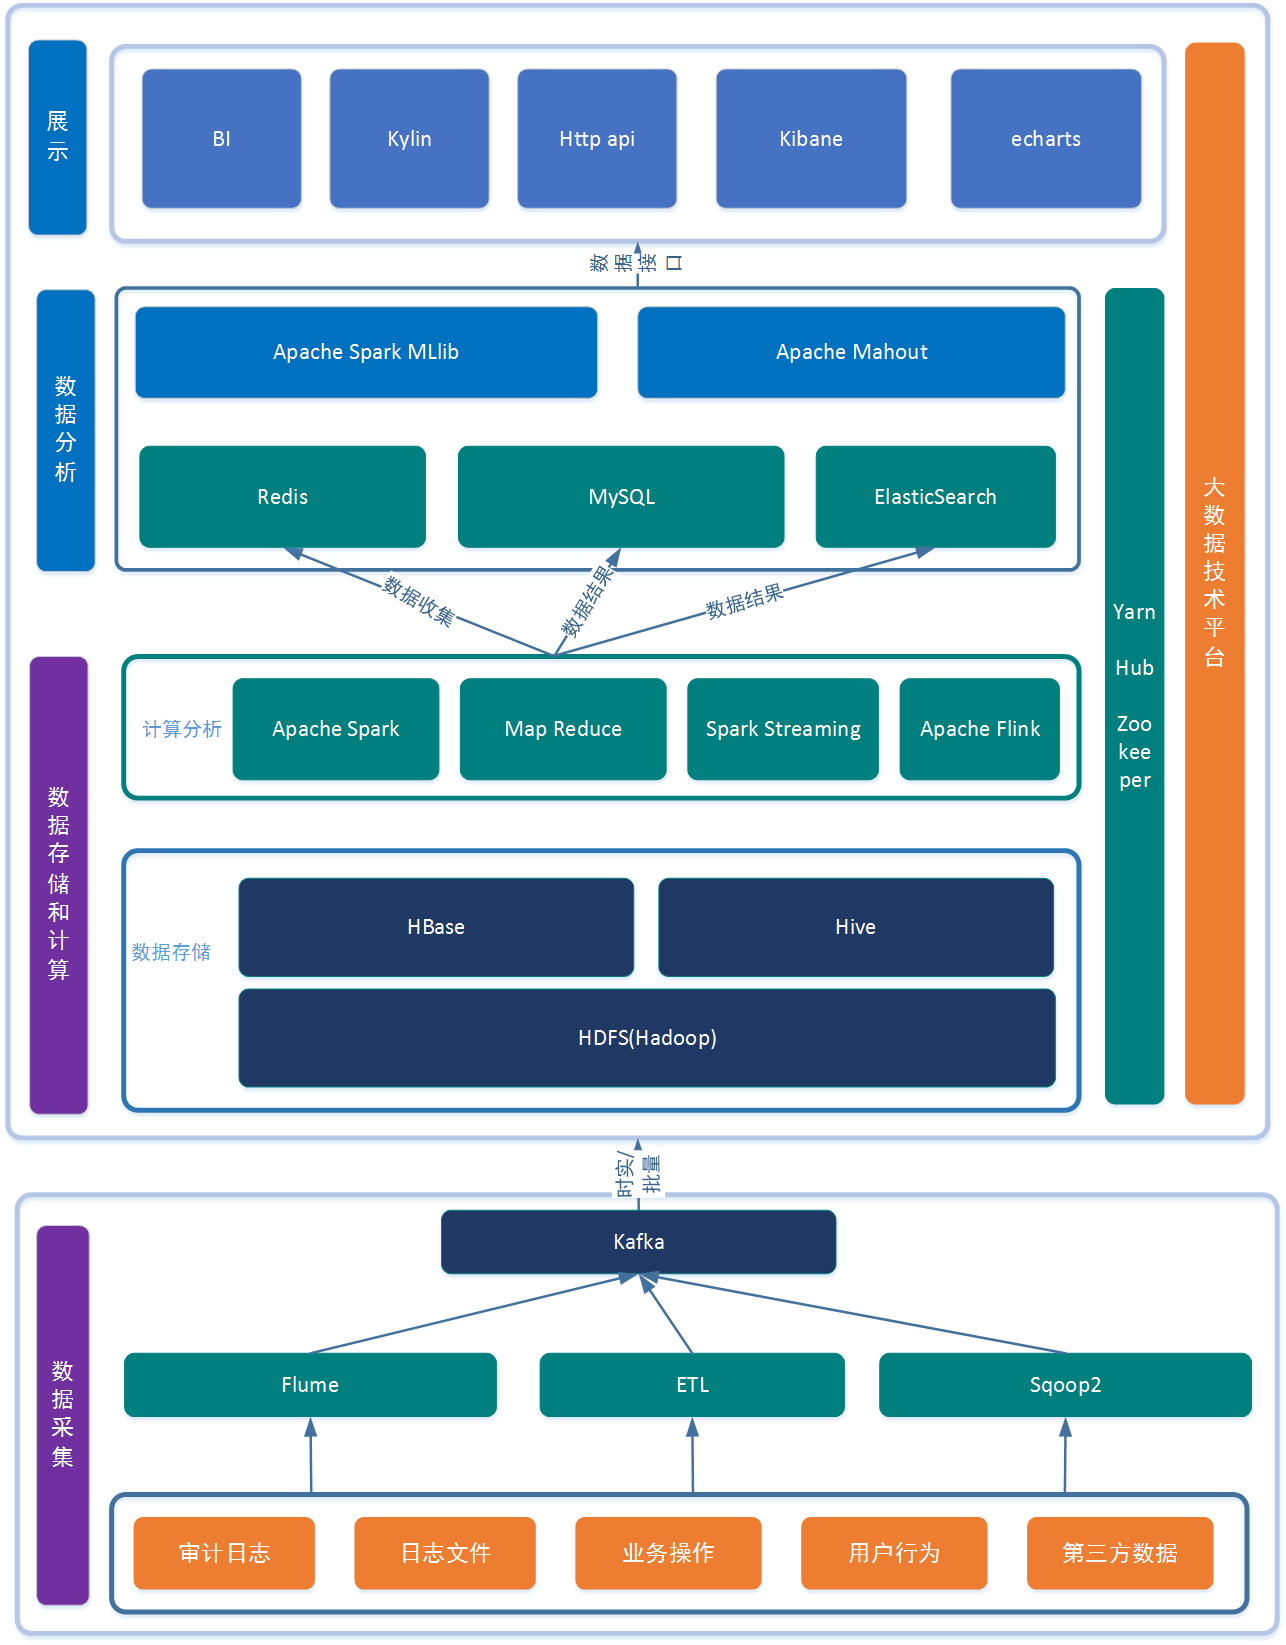 展示
BI
Kylin
Http api
Kibane
echarts
数据接口
数据分析
Apache Spark MLlib
Apache Mahout
Redis
MySQL
ElasticSearch
数据收集
数据结果
数据结果
数据存储和计算
计算分析
Apache Spark
Map Reduce
Spark Streaming
Apache Flink
数据存储
HBase
Hive
HDFS(Hadoop)
Yarn
Hub
Zoo
kee
per
大数据技术平台
时实/
批量
数据采集
Kafka
Flume
ETL
Sqoop2
审计日志
日志文件
业务操作
用户行为
第三方数据